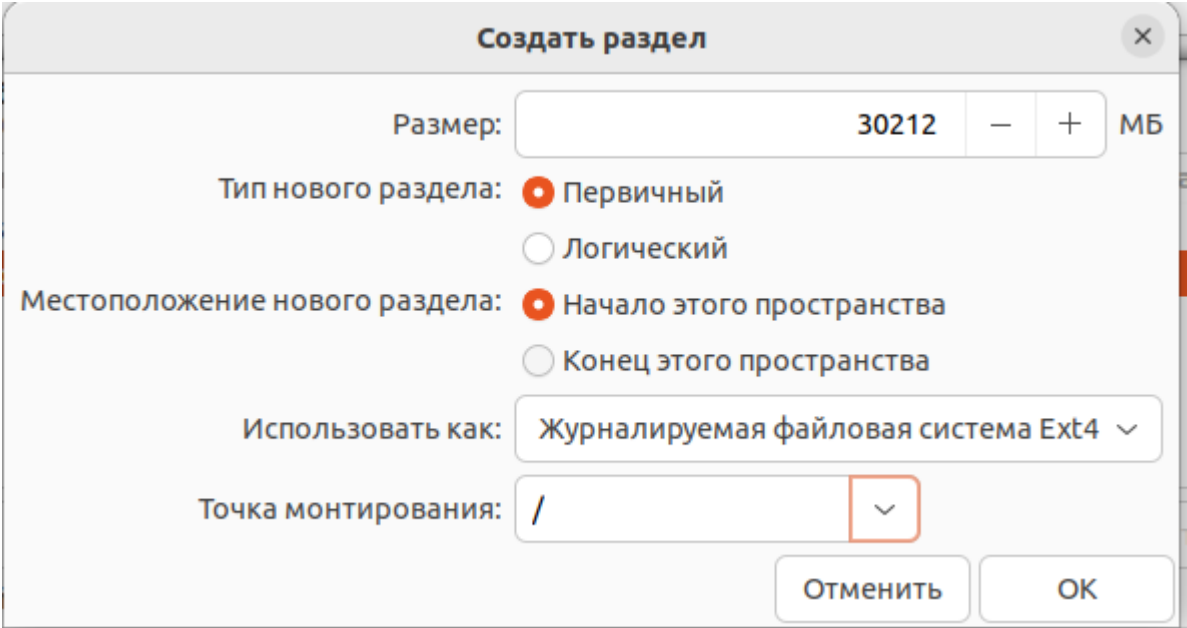 Создать раздел
Размер: 30212 МБ
Тип нового раздела: Первичный
Логический
Местоположение нового раздела: Начало этого пространства
Конец этого пространства
Использовать как: Журналируемая файловая система Ext4
Точка монтирования: /
Отменить OK